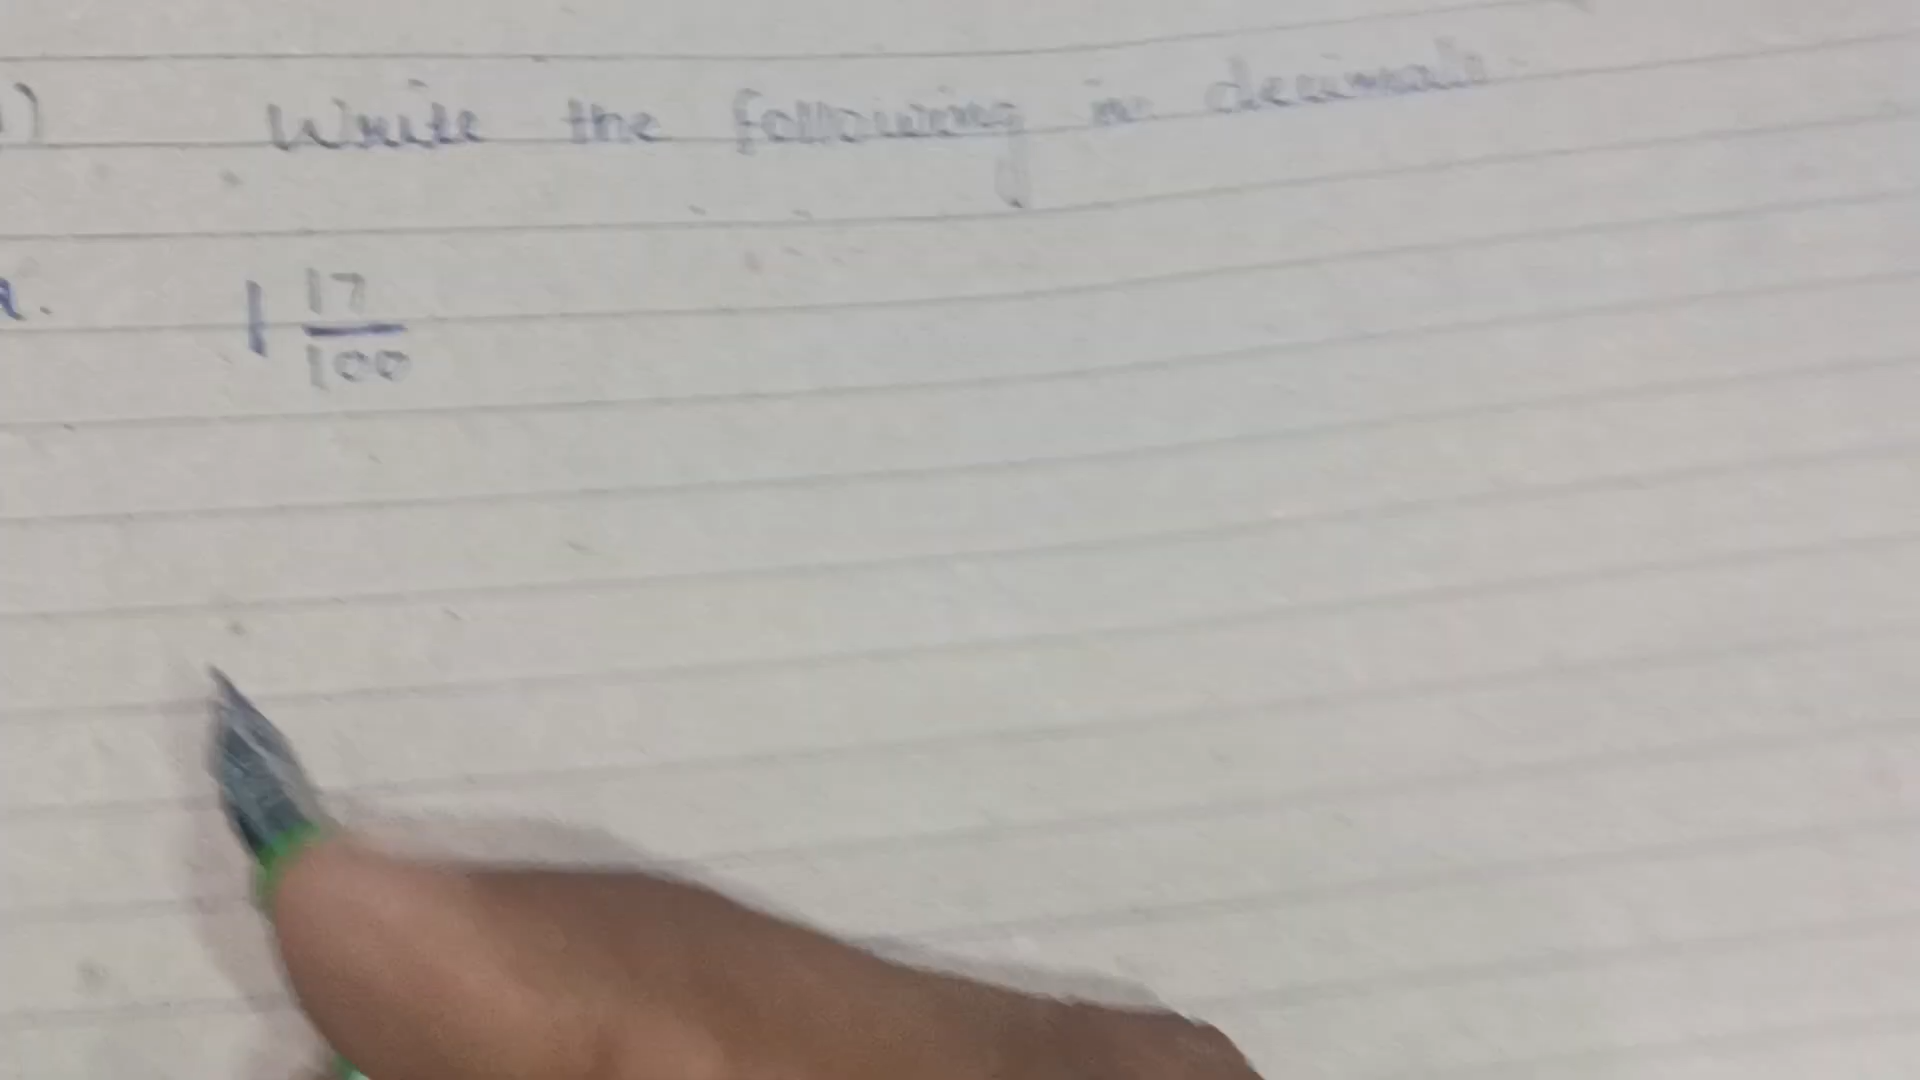 Write the following in decimals.
a. 1 17/100